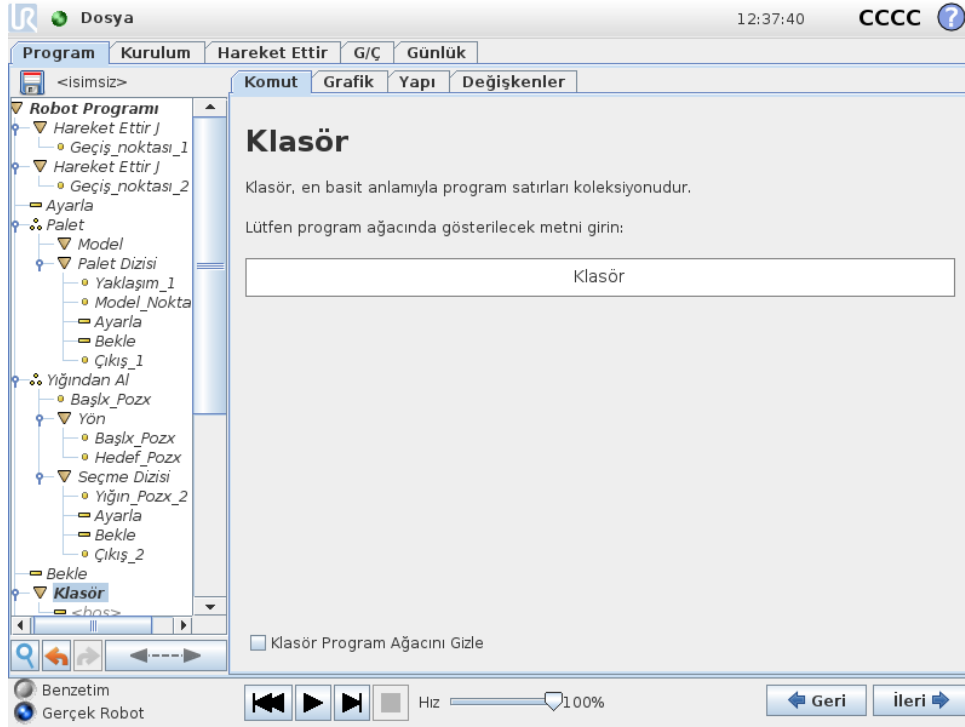 UR Dosya 12:37:40 CCCC ?
Program Kurulum Hareket Ettir G/Ç Günlük
<isimsiz>
Komut Grafik Yapı Değişkenler
Robot Programı
Hareket Ettir J
Geçiş_noktası_1
Hareket Ettir J
Geçiş_noktası_2
Ayarla
Palet
Model
Palet Dizisi
Yaklaşım_1
Model_Nokta
Ayarla
Bekle
Çıkış_1
Yığından Al
Başlx_Pozx
Yön
Başlx_Pozx
Hedef_Pozx
Seçme Dizisi
Yığın_Pozx_2
Ayarla
Bekle
Çıkış_2
Bekle
Klasör
<boş>
Klasör
Klasör, en basit anlamıyla program satırları koleksiyonudur.
Lütfen program ağacında gösterilecek metni girin:
Klasör
Klasör Program Ağacını Gizle
Benzetim
Gerçek Robot
Hız 100%
Geri İleri